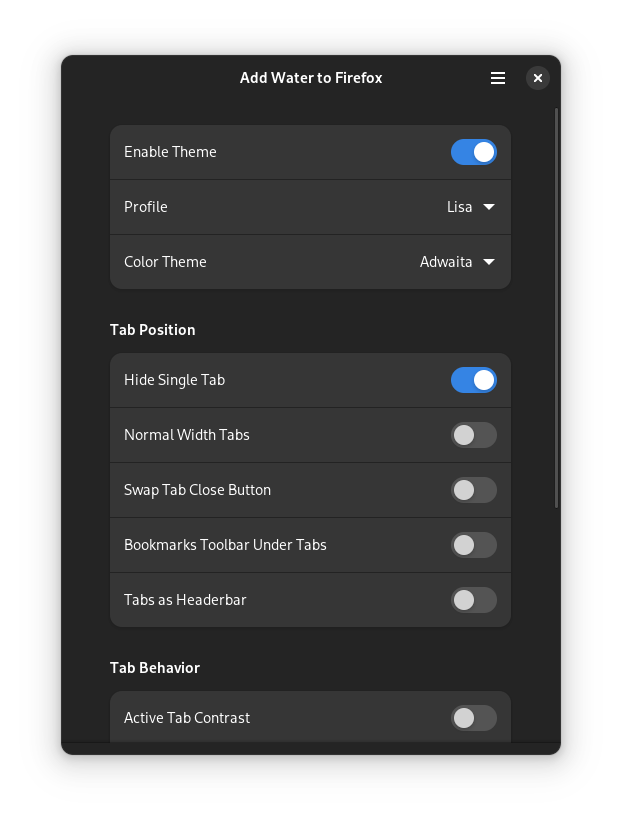 Add Water to Firefox
Enable Theme
Profile Lisa
Color Theme Adwaita
Tab Position
Hide Single Tab
Normal Width Tabs
Swap Tab Close Button
Bookmarks Toolbar Under Tabs
Tabs as Headerbar
Tab Behavior
Active Tab Contrast